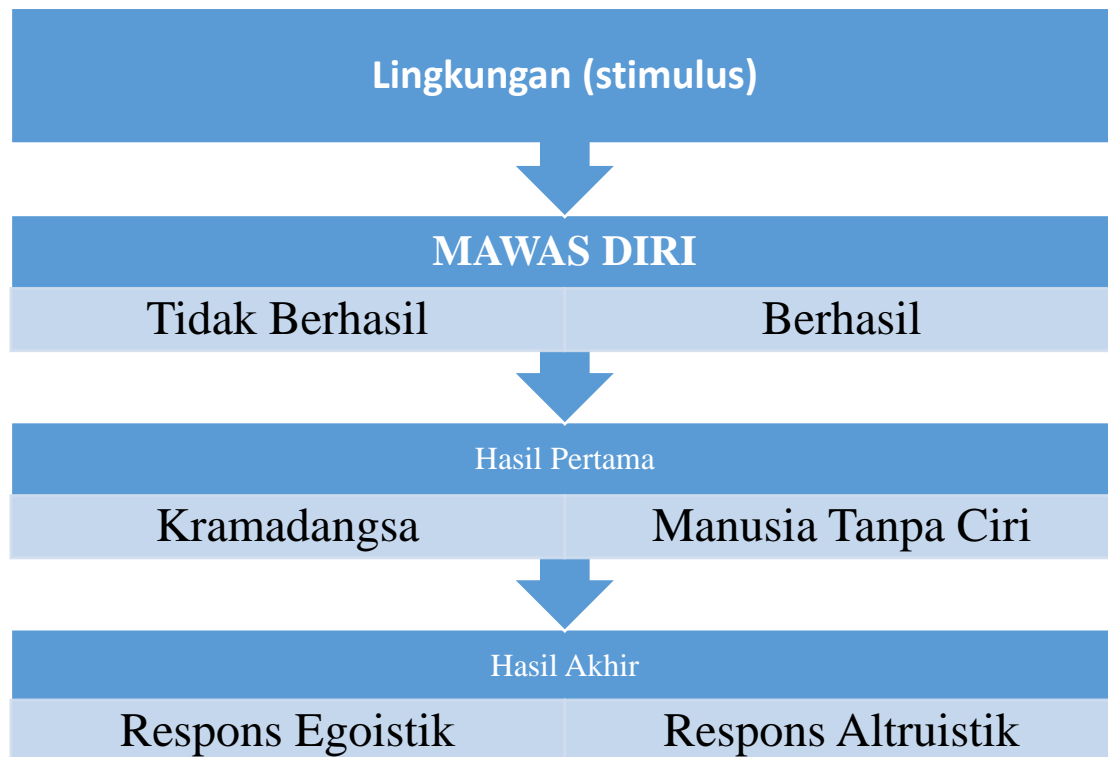 Lingkungan (stimulus)
MAWAS DIRI
Tidak Berhasil
Berhasil
Hasil Pertama
Kramadangsa
Manusia Tanpa Ciri
Hasil Akhir
Respons Egoistik
Respons Altruistik